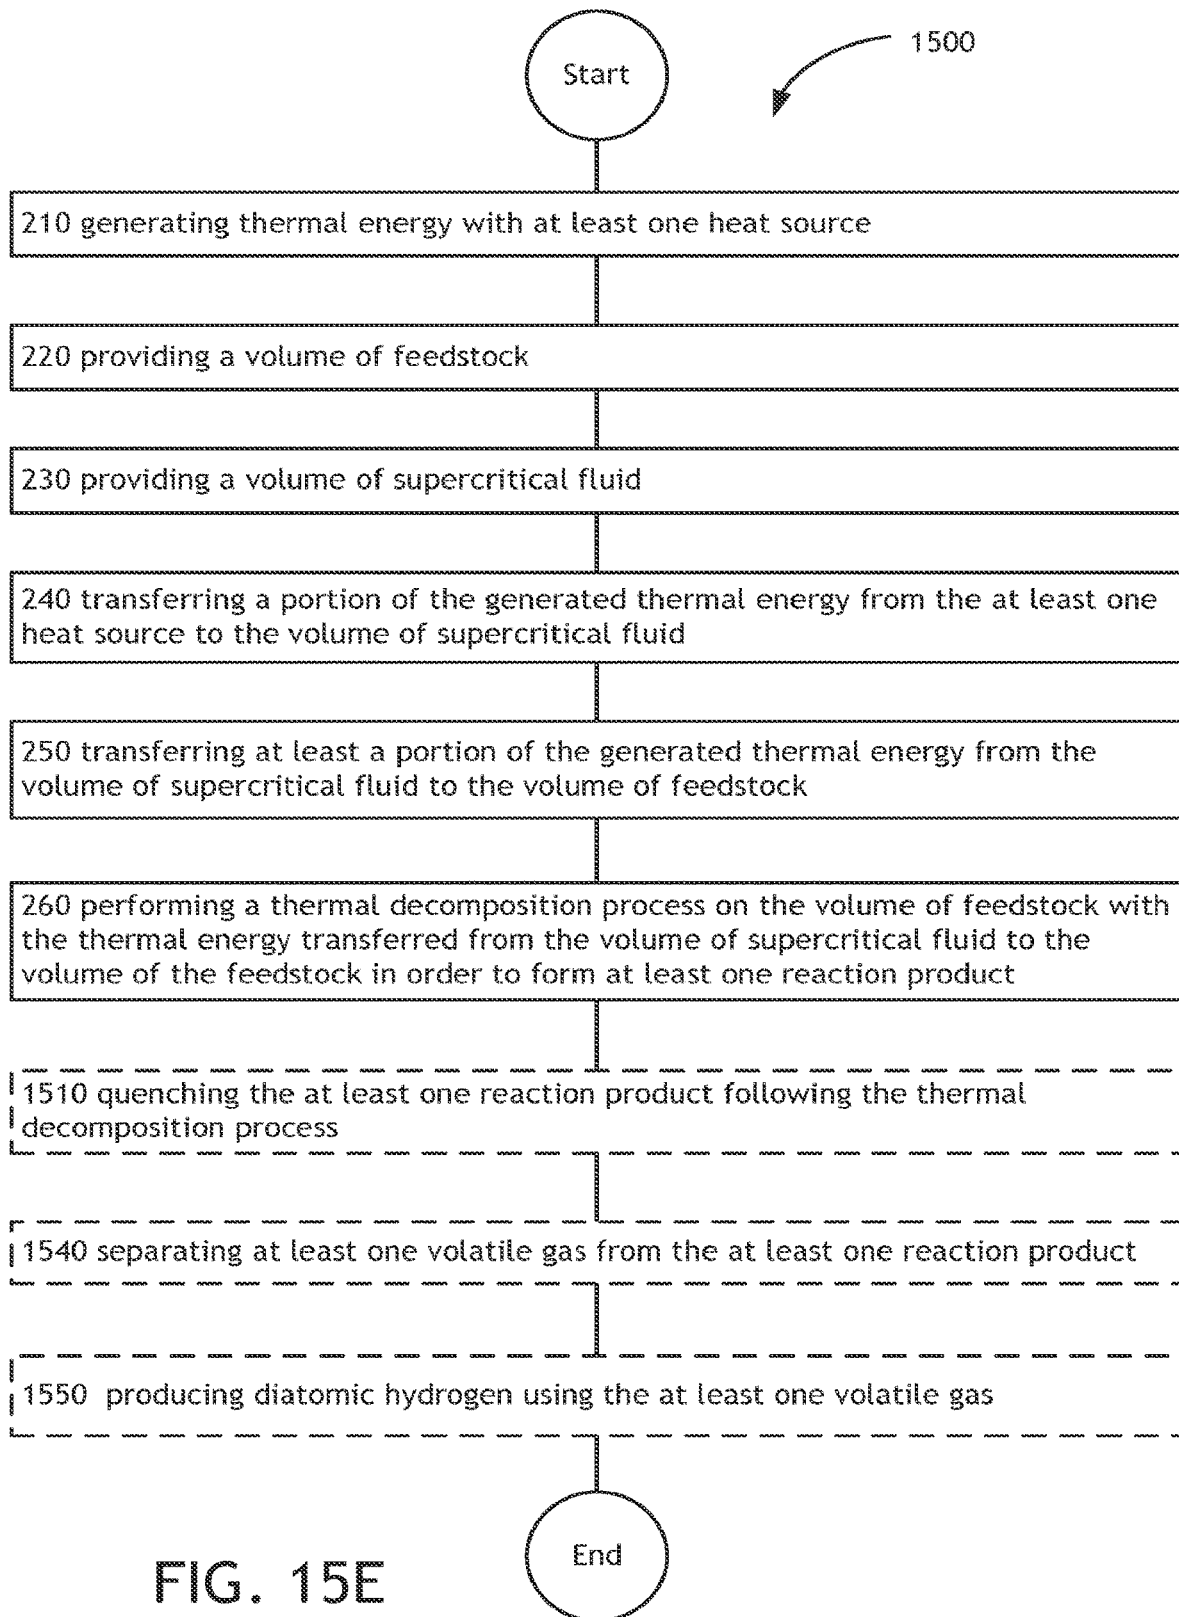 1500
Start
210 generating thermal energy with at least one heat source
220 providing a volume of feedstock
230 providing a volume of supercritical fluid
240 transferring a portion of the generated thermal energy from the at least one
heat source to the volume of supercritical fluid
250 transferring at least a portion of the generated thermal energy from the
volume of supercritical fluid to the volume of feedstock
260 performing a thermal decomposition process on the volume of feedstock with
the thermal energy transferred from the volume of supercritical fluid to the
volume of the feedstock in order to form at least one reaction product
1510 quenching the at least one reaction product following the thermal
decomposition process
1540 separating at least one volatile gas from the at least one reaction product
1550 producing diatomic hydrogen using the at least one volatile gas
End
FIG. 15E